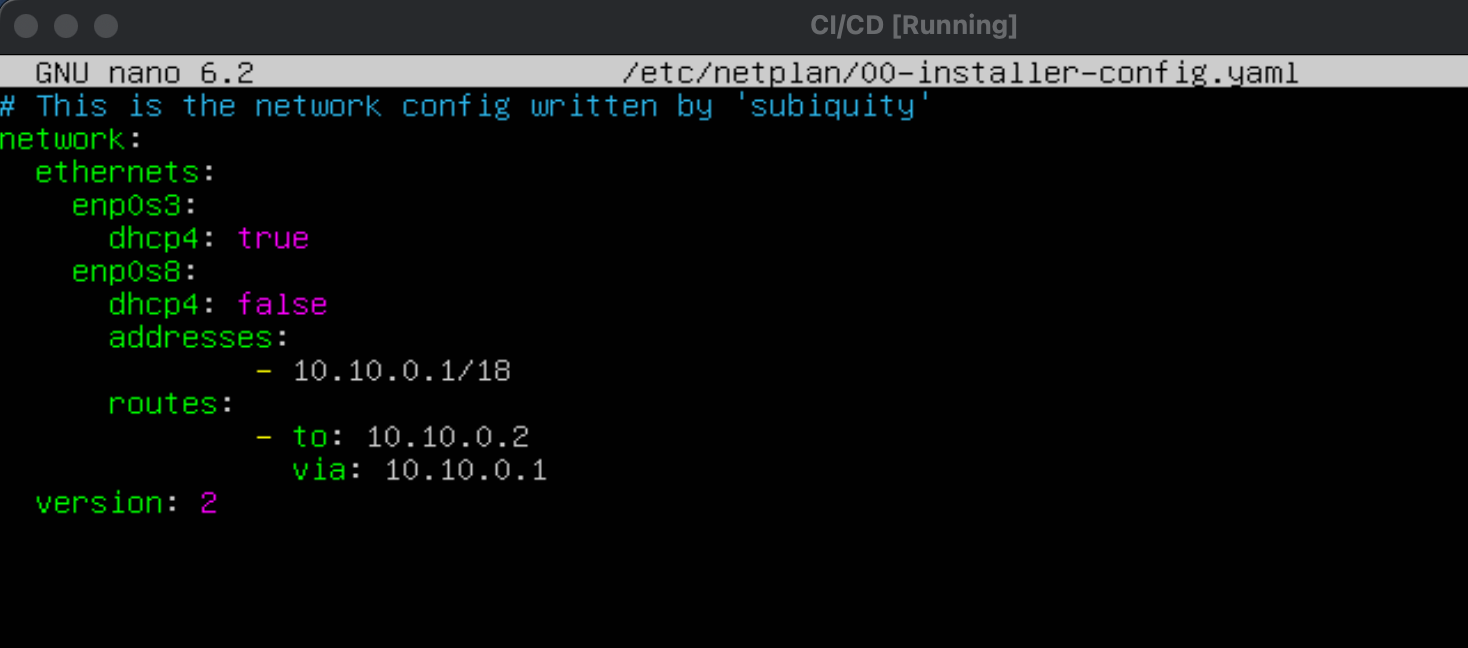 CI/CD [Running]
GNU nano 6.2 /etc/netplan/00-installer-config.yaml
# This is the network config written by 'subiquity'
network:
  ethernets:
    enp0s3:
      dhcp4: true
    enp0s8:
      dhcp4: false
      addresses:
              - 10.10.0.1/18
      routes:
              - to: 10.10.0.2
                via: 10.10.0.1
  version: 2